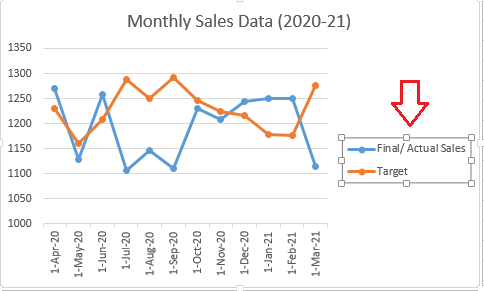 Monthly Sales Data (2020-21)
1350
1300
1250
1200
1150
1100
1050
1000
1-Apr-20
1-May-20
1-Jun-20
1-Jul-20
1-Aug-20
1-Sep-20
1-Oct-20
1-Nov-20
1-Dec-20
1-Jan-21
1-Feb-21
1-Mar-21
Final/ Actual Sales
Target